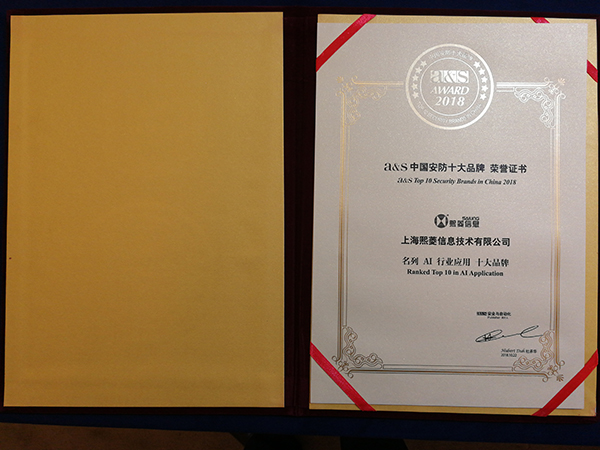 a&s
AWARD
2018
a&s 中国安防十大品牌 荣誉证书
a&s Top 10 Security Brands in China 2018
熙菱信息
上海熙菱信息技术有限公司
名列 AI 行业应用 十大品牌
Ranked Top 10 in AI Application